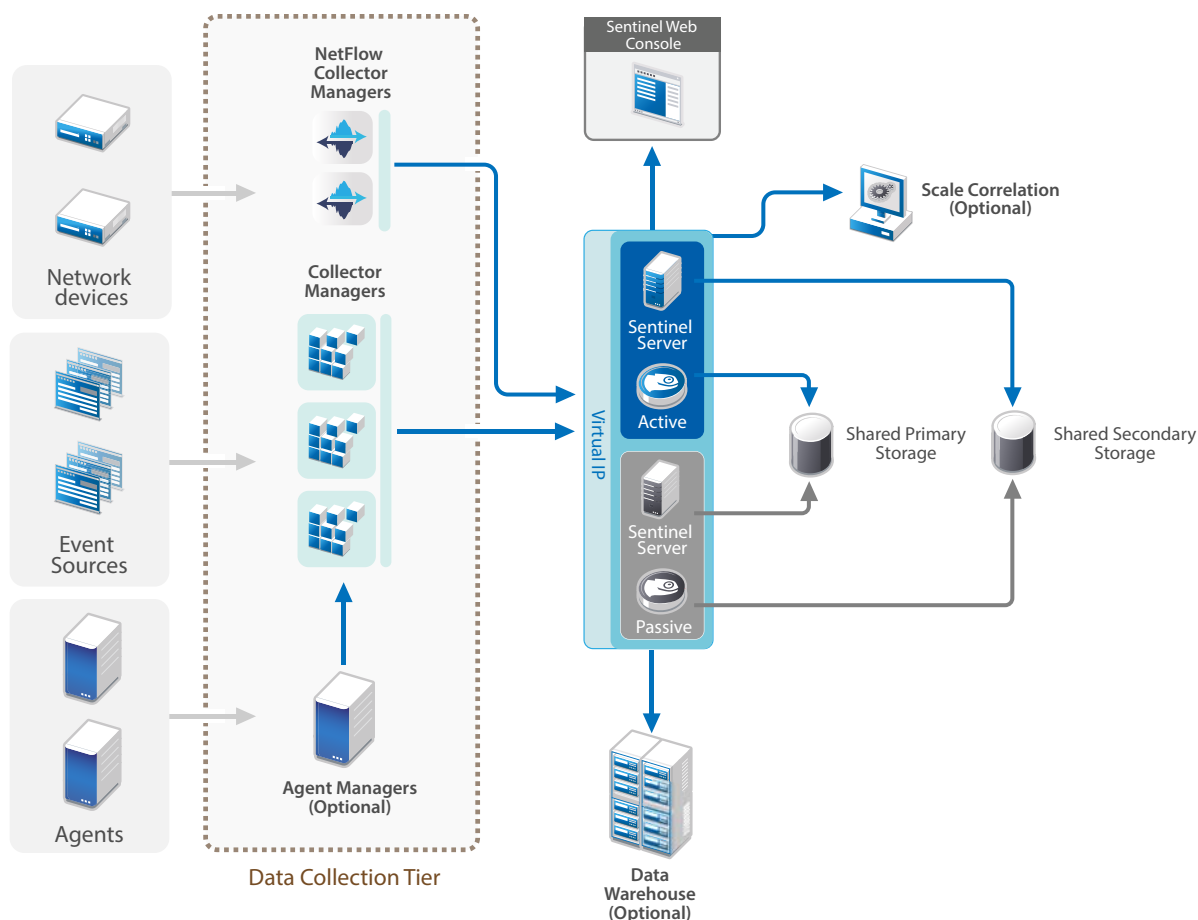 Sentinel Web
Console
NetFlow
Collector
Managers
Network
devices
Scale Correlation
(Optional)
Collector
Managers
Virtual IP
Sentinel
Server
Active
Shared Primary
Storage
Shared Secondary
Storage
Event
Sources
Sentinel
Server
Passive
Agent Managers
(Optional)
Agents
Data Collection Tier
Data
Warehouse
(Optional)